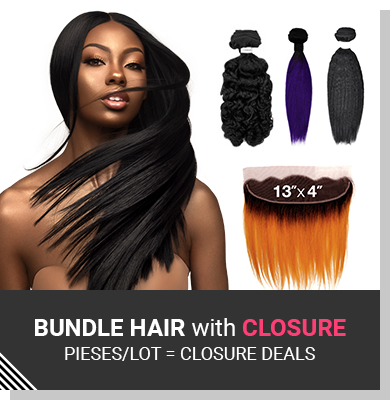 13"x 4"
BUNDLE HAIR with CLOSURE
PIESES/LOT = CLOSURE DEALS